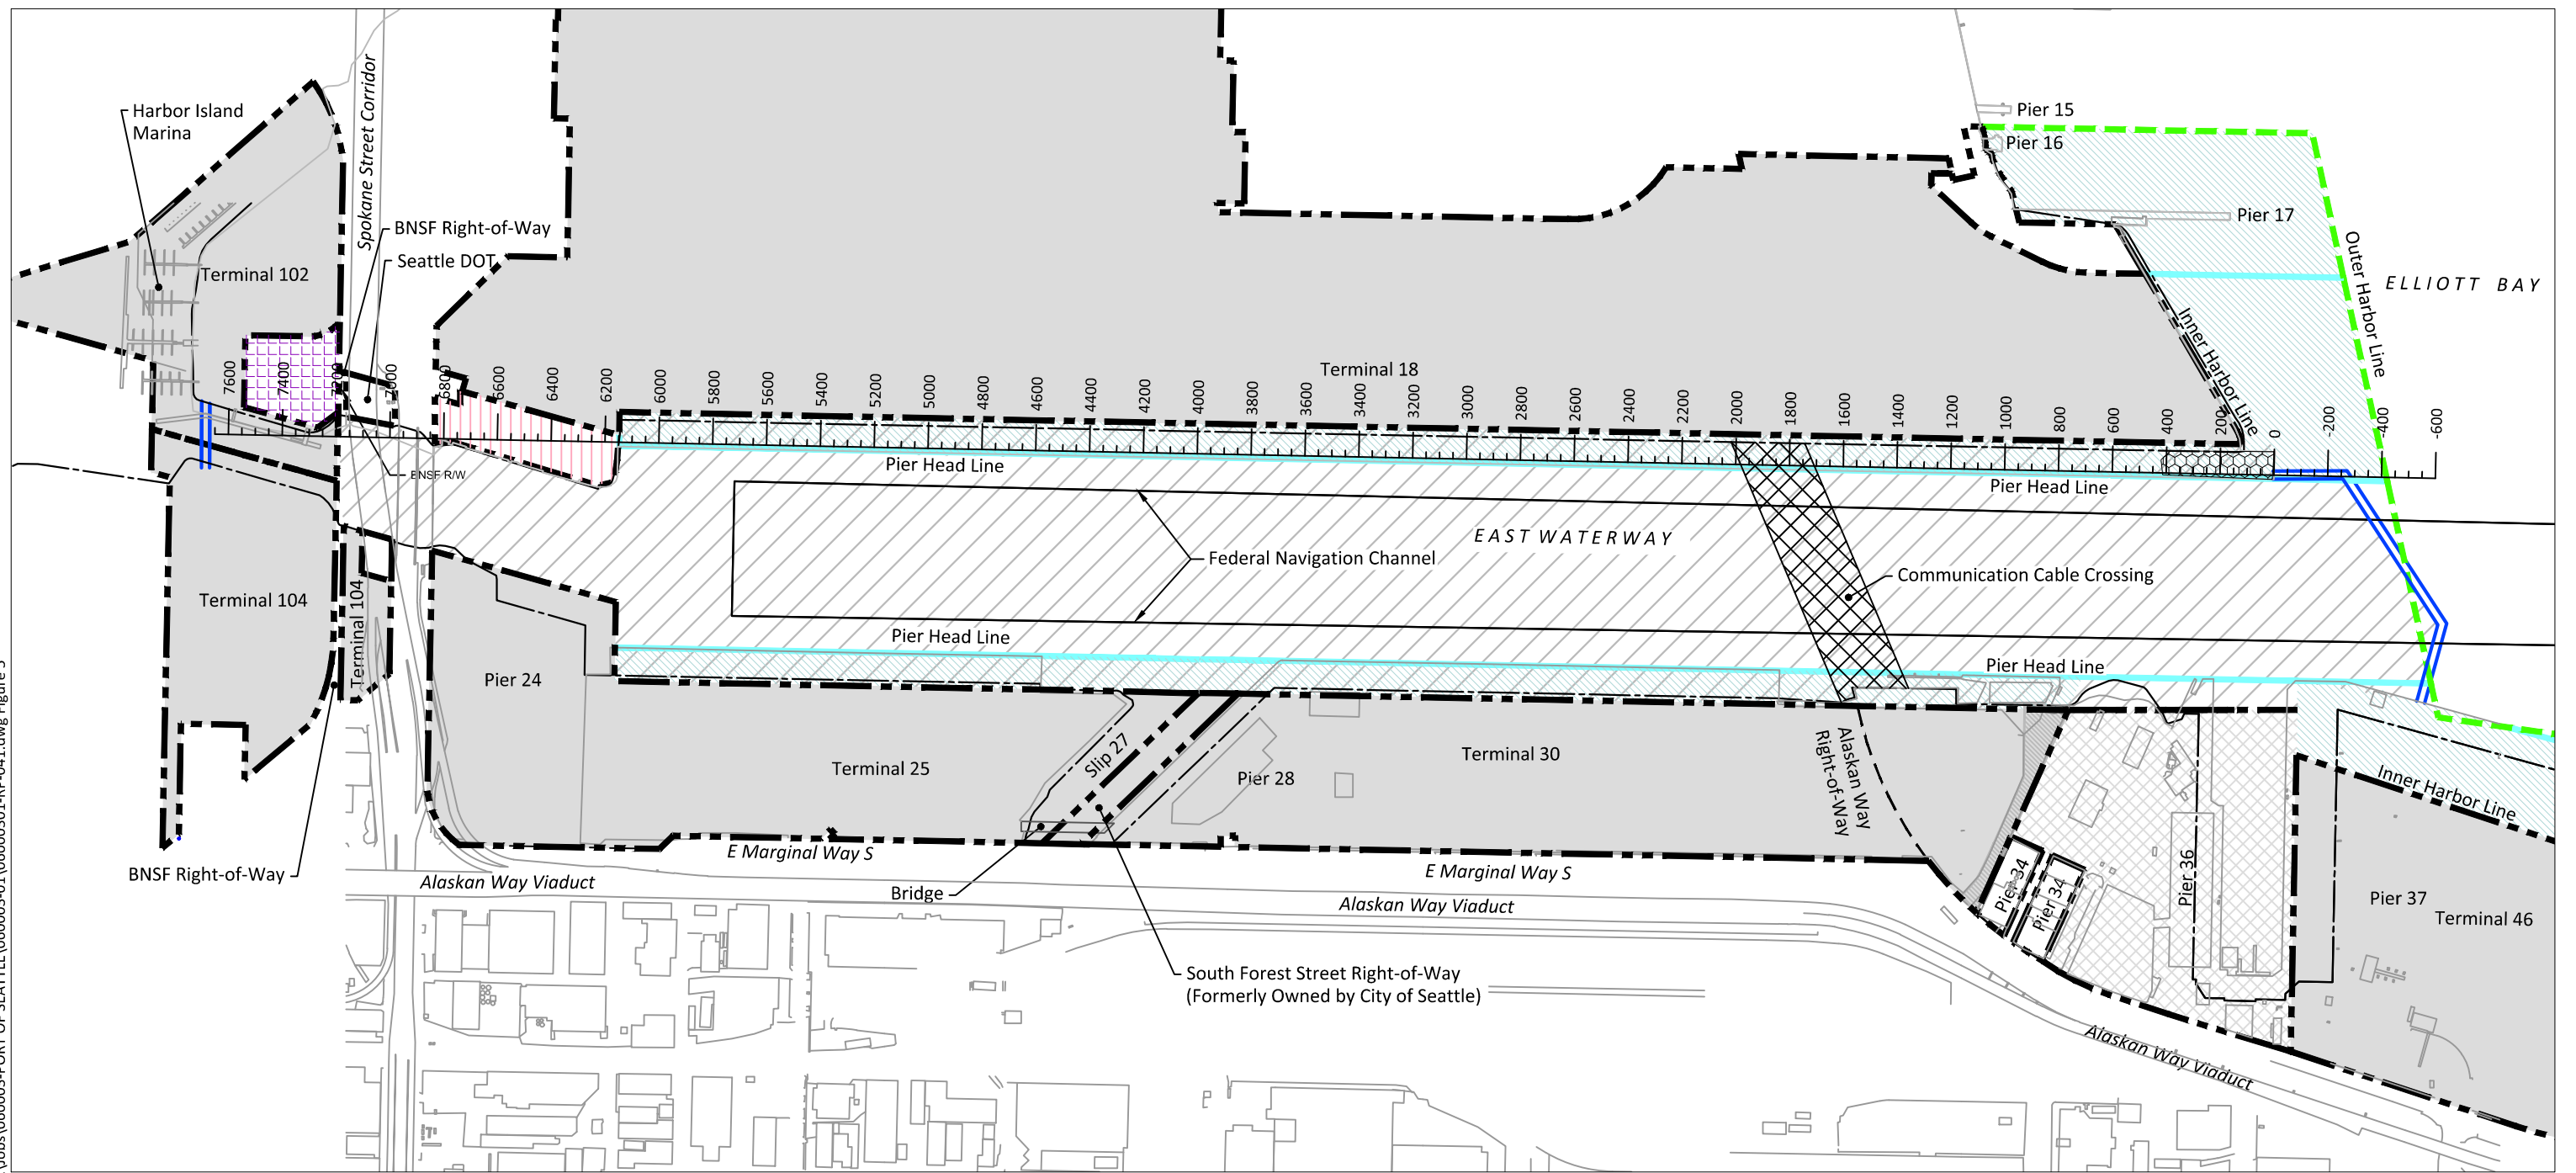 Harbor Island
Marina
Spokane Street Corridor
BNSF Right-of-Way
Seattle DOT
Terminal 102
Pier 15
Pier 16
Pier 17
Outer Harbor Line
ELLIOTT BAY
Inner Harbor Line
Terminal 18
7600
7400
7200
7000
6800
6600
6400
6200
6000
5800
5600
5400
5200
5000
4800
4600
4400
4200
4000
3800
3600
3400
3200
3000
2800
2600
2400
2200
2000
1800
1600
1400
1200
1000
800
600
400
200
0
-200
-400
-600
BNSF R/W
Pier Head Line
Pier Head Line
EAST WATERWAY
Federal Navigation Channel
Communication Cable Crossing
Terminal 104
Terminal 104
Pier Head Line
Pier Head Line
Pier 24
Terminal 25
Slip 27
Pier 28
Terminal 30
Alaskan Way
Right-of-Way
Inner Harbor Line
Pier 34
Pier 34
Pier 36
Pier 37
Terminal 46
BNSF Right-of-Way
E Marginal Way S
E Marginal Way S
Alaskan Way Viaduct
Bridge
Alaskan Way Viaduct
South Forest Street Right-of-Way
(Formerly Owned by City of Seattle)
Alaskan Way Viaduct